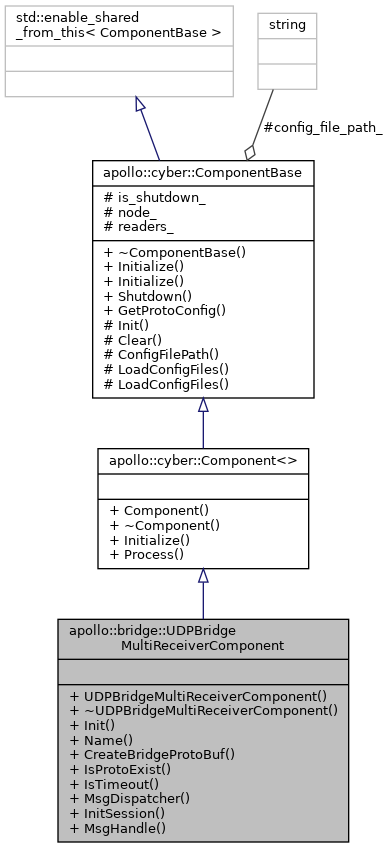 std::enable_shared
_from_this< ComponentBase >
string
#config_file_path_
apollo::cyber::ComponentBase
# is_shutdown_
# node_
# readers_
+ ~ComponentBase()
+ Initialize()
+ Initialize()
+ Shutdown()
+ GetProtoConfig()
# Init()
# Clear()
# ConfigFilePath()
# LoadConfigFiles()
# LoadConfigFiles()
apollo::cyber::Component<>
+ Component()
+ ~Component()
+ Initialize()
+ Process()
apollo::bridge::UDPBridge
MultiReceiverComponent
+ UDPBridgeMultiReceiverComponent()
+ ~UDPBridgeMultiReceiverComponent()
+ Init()
+ Name()
+ CreateBridgeProtoBuf()
+ IsProtoExist()
+ IsTimeout()
+ MsgDispatcher()
+ InitSession()
+ MsgHandle()